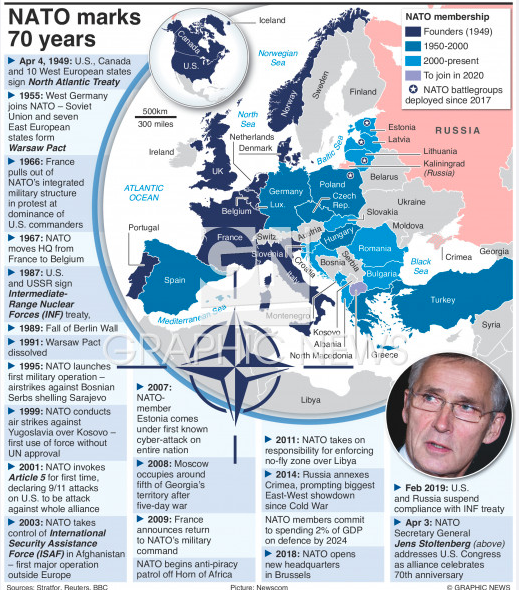 NATO marks
70 years
Apr 4, 1949: U.S., Canada
and 10 West European states
sign North Atlantic Treaty
1955: West Germany
joins NATO – Soviet
Union and seven
East European
states form
Warsaw Pact
1966: France
pulls out of
NATO's integrated
military structure
in protest at
dominance of
U.S. commanders
1967: NATO
moves HQ from
France to Belgium
1987: U.S.
and USSR sign
Intermediate-
Range Nuclear
Forces (INF) treaty,
1989: Fall of Berlin Wall
1991: Warsaw Pact
dissolved
1995: NATO launches
first military operation –
airstrikes against Bosnian
Serbs shelling Sarajevo
1999: NATO conducts
air strikes against
Yugoslavia over Kosovo –
first use of force without
UN approval
2001: NATO invokes
Article 5 for first time,
declaring 9/11 attacks
on U.S. to be attack
against whole alliance
2003: NATO takes
control of International
Security Assistance
Force (ISAF) in Afghanistan
– first major operation
outside Europe
2007:
NATO-
member
Estonia comes
under first known
cyber-attack on
entire nation
2008: Moscow
occupies around
fifth of Georgia's
territory after
five-day war
2009: France
announces return
to NATO's military
command
NATO begins anti-piracy
patrol off Horn of Africa
2011: NATO takes on
responsibility for enforcing
no-fly zone over Libya
2014: Russia annexes
Crimea, prompting biggest
East-West showdown
since Cold War
NATO members commit
to spending 2% of GDP
on defence by 2024
2018: NATO opens
new headquarters
in Brussels
Feb 2019: U.S.
and Russia suspend
compliance with INF treaty
Apr 3: NATO
Secretary General
Jens Stoltenberg (above)
addresses U.S. Congress
as alliance celebrates
70th anniversary
NATO membership
Founders (1949)
1950-2000
2000-present
To join in 2020
NATO battlegroups
deployed since 2017
Canada
U.S.
Iceland
Norwegian
Sea
500km
300 miles
North
Sea
Norway
Sweden
Finland
Baltic Sea
RUSSIA
Estonia
Latvia
Lithuania
Kaliningrad
(Russia)
Netherlands
Denmark
Ireland
UK
ATLANTIC
OCEAN
Belgium
Germany
Lux.
Poland
Czech
Rep.
Belarus
Ukraine
Slovakia
Moldova
Portugal
France
Switz.
Austria
Hungary
Slovenia
Croatia
Romania
Spain
Italy
Bosnia
Serbia
Bulgaria
Black
Sea
Crimea
Georgia
Mediterranean Sea
Montenegro
Kosovo
Albania
North Macedonia
Greece
Turkey
Syria
Libya
GN
GRAPHIC NEWS
Sources: Stratfor, Reuters, BBC
Picture: Newscom
© GRAPHIC NEWS